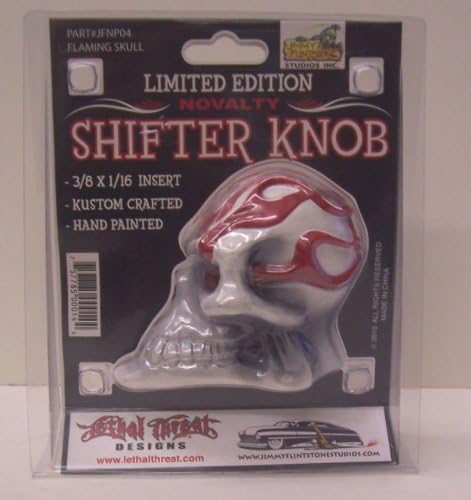 PART#JFNP04
FLAMING SKULL
JIMMY FLINTSTONE
STUDIOS INC.
LIMITED EDITION
NOVALTY
SHIFTER KNOB
- 3/8 X 1/16 INSERT
- KUSTOM CRAFTED
- HAND PAINTED
© 2010 ALL RIGHTS RESERVED
MADE IN CHINA
Lethal Threat
DESIGNS
www.lethalthreat.com
WWW.JIMMYFLINTSTONESTUDIOS.COM